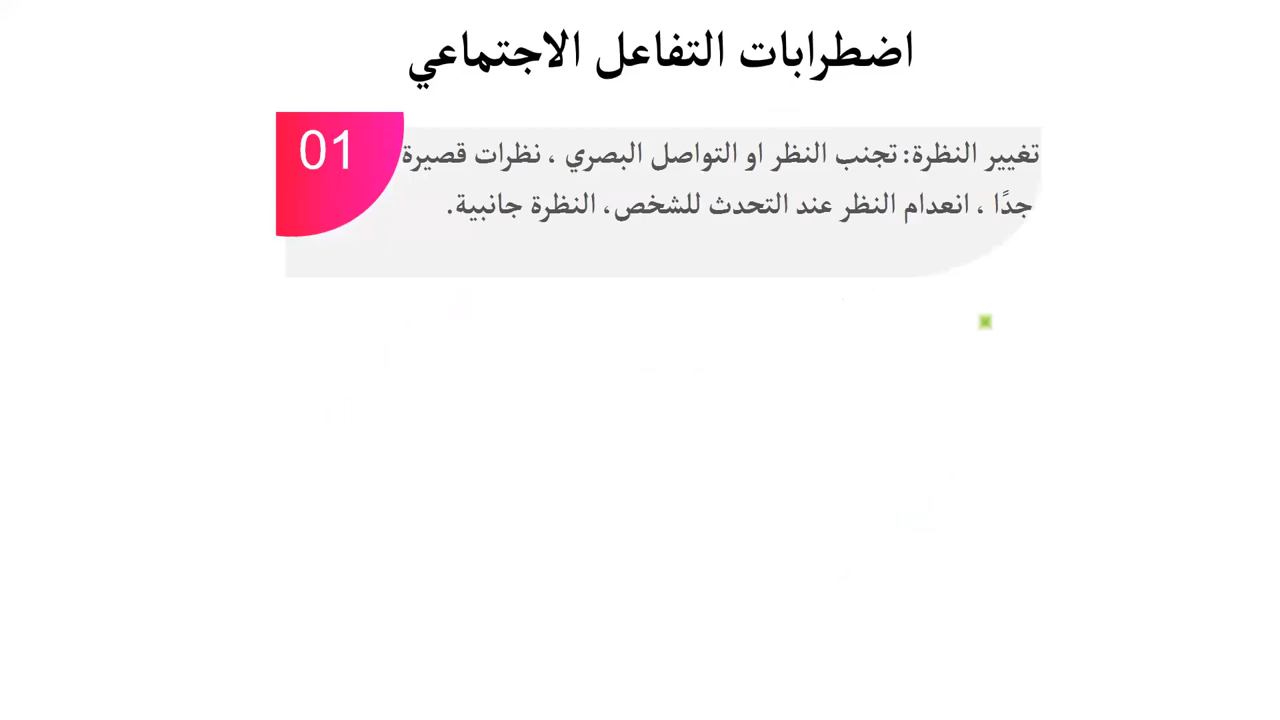 اضطرابات التفاعل الاجتماعي
01
تغيير النظرة: تجنب النظر او التواصل البصري ، نظرات قصيرة
جدًا ، انعدام النظر عند التحدث للشخص، النظرة جانبية.